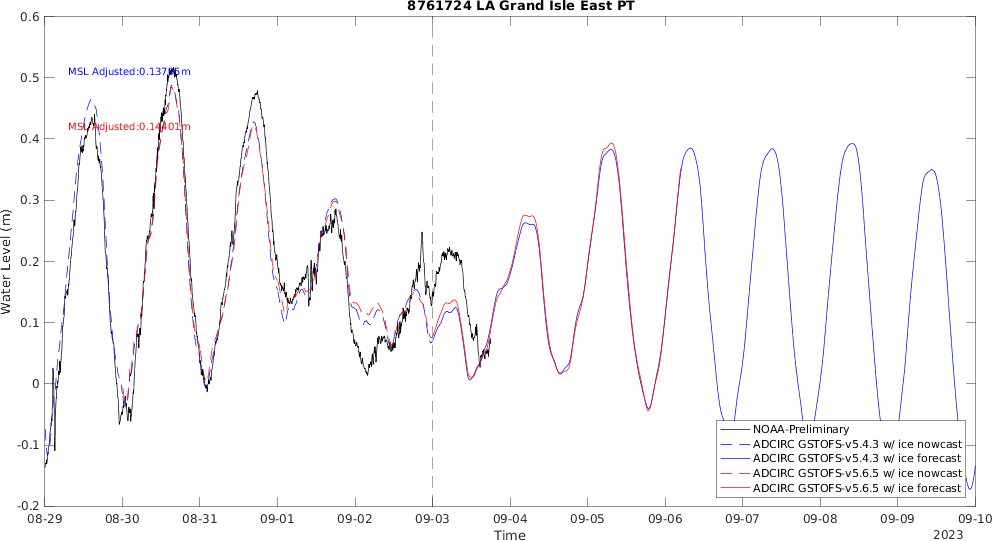 8761724 LA Grand Isle East PT
Water Level (m)
0.6
0.5
0.4
0.3
0.2
0.1
0
-0.1
-0.2
MSL Adjusted:0.13795m
MSL Adjusted:0.14401m
NOAA-Preliminary
ADCIRC GSTOFS-v5.4.3 w/ ice nowcast
ADCIRC GSTOFS-v5.4.3 w/ ice forecast
ADCIRC GSTOFS-v5.6.5 w/ ice nowcast
ADCIRC GSTOFS-v5.6.5 w/ ice forecast
08-29 08-30 08-31 09-01 09-02 09-03 09-04 09-05 09-06 09-07 09-08 09-09 09-10
Time
2023